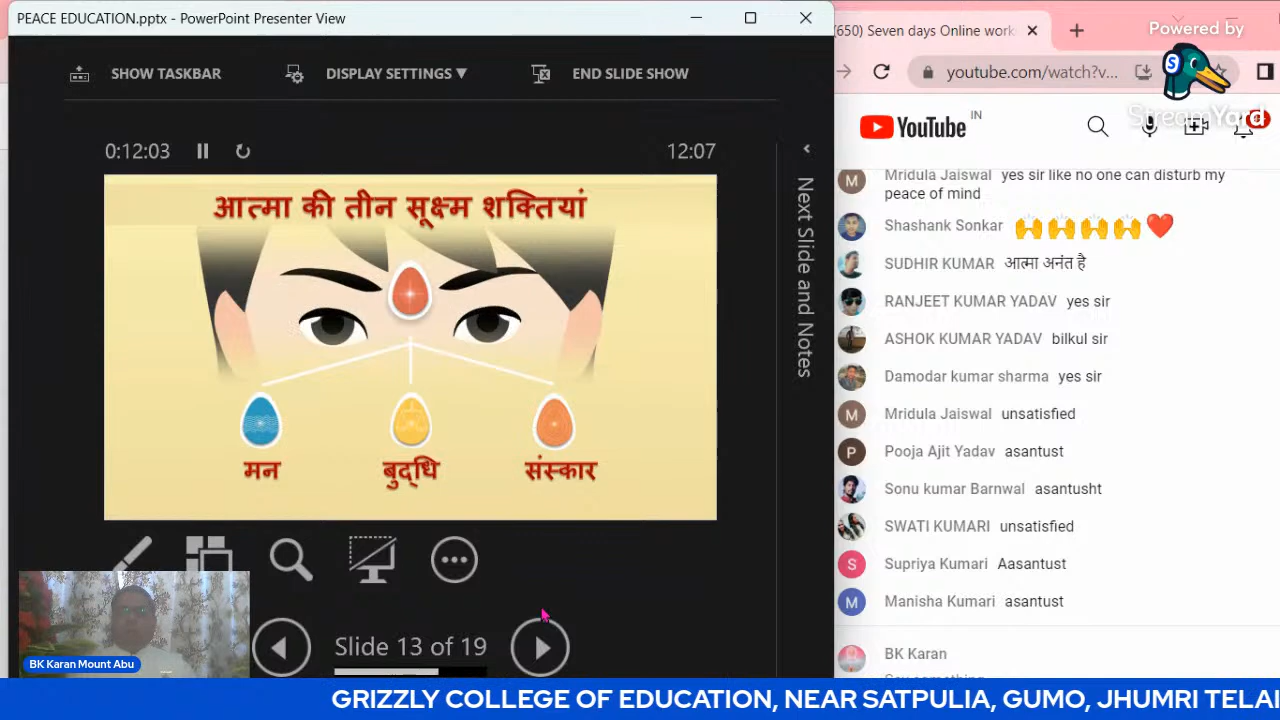 PEACE EDUCATION.pptx - PowerPoint Presenter View
SHOW TASKBAR
DISPLAY SETTINGS ▼
END SLIDE SHOW
0:12:03
12:07
आत्मा की तीन सूक्ष्म शक्तियां
मन
बुद्धि
संस्कार
Next Slide and Notes
Slide 13 of 19
BK Karan Mount Abu
(650) Seven days Online work
Powered by
StreamYard
youtube.com/watch?v...
YouTube
IN
Mridula Jaiswal yes sir like no one can disturb my
peace of mind
Shashank Sonkar 🙌🙌🙌🙌❤️
SUDHIR KUMAR आत्मा अनंत है
RANJEET KUMAR YADAV yes sir
ASHOK KUMAR YADAV bilkul sir
Damodar kumar sharma yes sir
Mridula Jaiswal unsatisfied
Pooja Ajit Yadav asantust
Sonu kumar Barnwal asantusht
SWATI KUMARI unsatisfied
Supriya Kumari Aasantust
Manisha Kumari asantust
BK Karan
GRIZZLY COLLEGE OF EDUCATION, NEAR SATPULIA, GUMO, JHUMRI TELAI